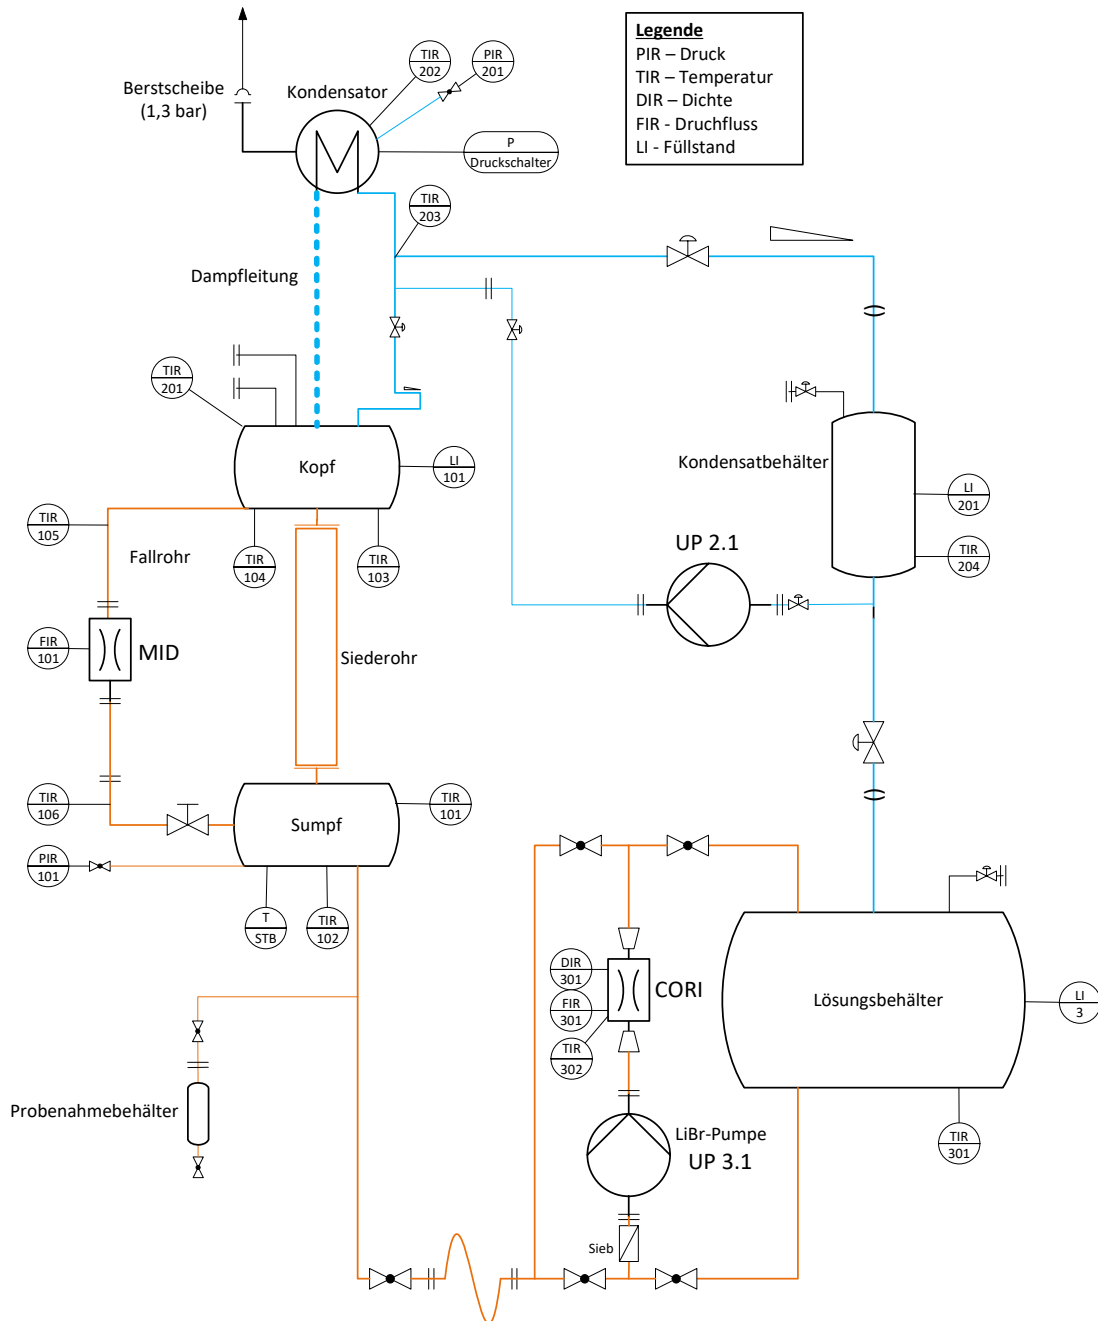 Legende
PIR – Druck
TIR – Temperatur
DIR – Dichte
FIR - Druchfluss
LI - Füllstand
TIR
202
PIR
201
Berstscheibe
(1,3 bar)
Kondensator
P
Druckschalter
TIR
203
Dampfleitung
TIR
201
Kopf
LI
101
Kondensatbehälter
LI
201
TIR
204
TIR
105
Fallrohr
TIR
104
TIR
103
UP 2.1
FIR
101
MID
Siederohr
TIR
106
Sumpf
TIR
101
PIR
101
T
STB
TIR
102
DIR
301
FIR
301
TIR
302
CORI
Lösungsbehälter
LI
3
Probenahmebehälter
LiBr-Pumpe
UP 3.1
TIR
301
Sieb